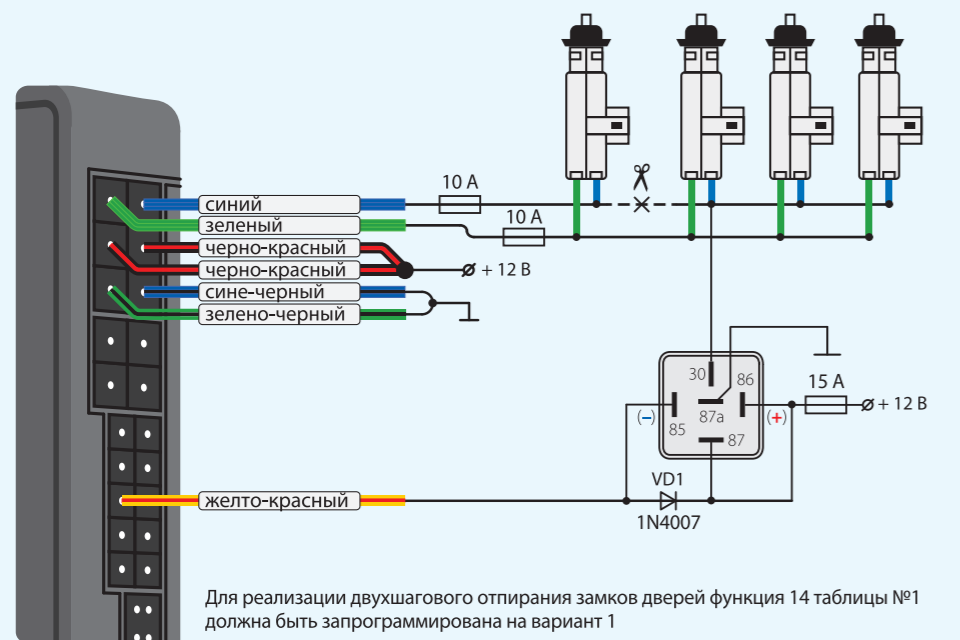 10 А
синий
10 А
зеленый
черно-красный
черно-красный
+ 12 В
сине-черный
зелено-черный
30
86
15 А
+ 12 В
(−)
87а
(+)
85
87
VD1
желто-красный
1N4007
Для реализации двухшагового отпирания замков дверей функция 14 таблицы №1
должна быть запрограммирована на вариант 1